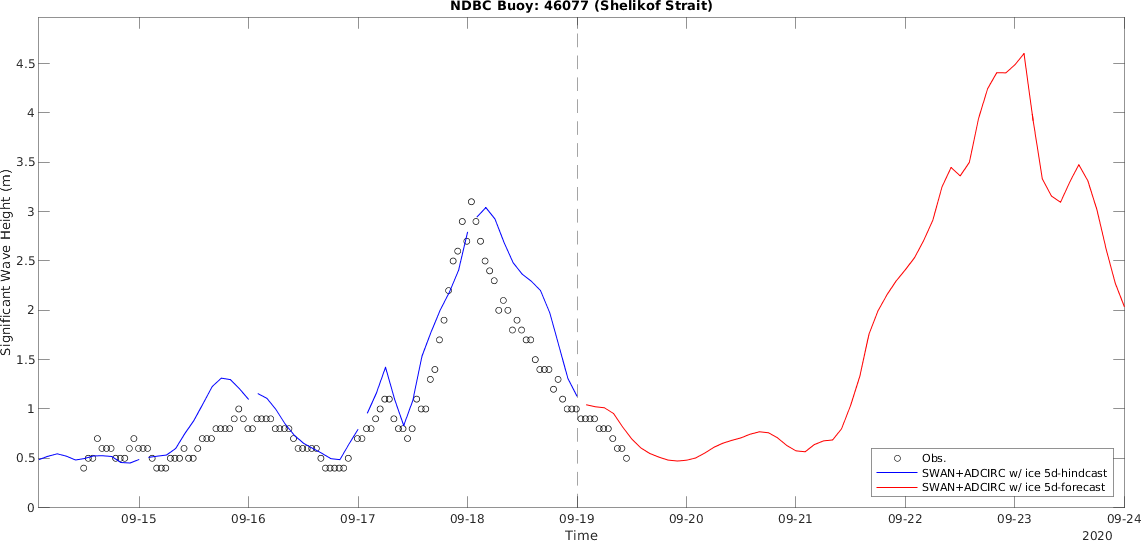 NDBC Buoy: 46077 (Shelikof Strait)
Significant Wave Height (m)
4.5
4
3.5
3
2.5
2
1.5
1
0.5
0
Obs.
SWAN+ADCIRC w/ ice 5d-hindcast
SWAN+ADCIRC w/ ice 5d-forecast
09-15 09-16 09-17 09-18 09-19 09-20 09-21 09-22 09-23 09-24
Time
2020